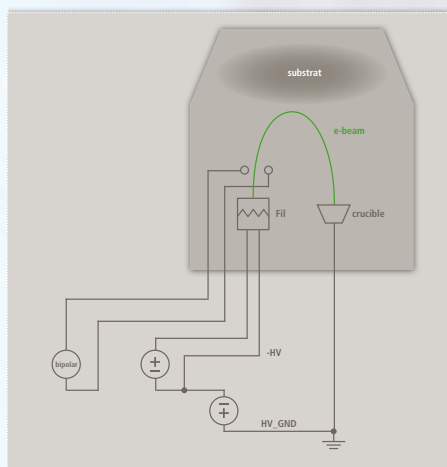 substrat
e-beam
Fil
crucible
-HV
bipolar
HV_GND